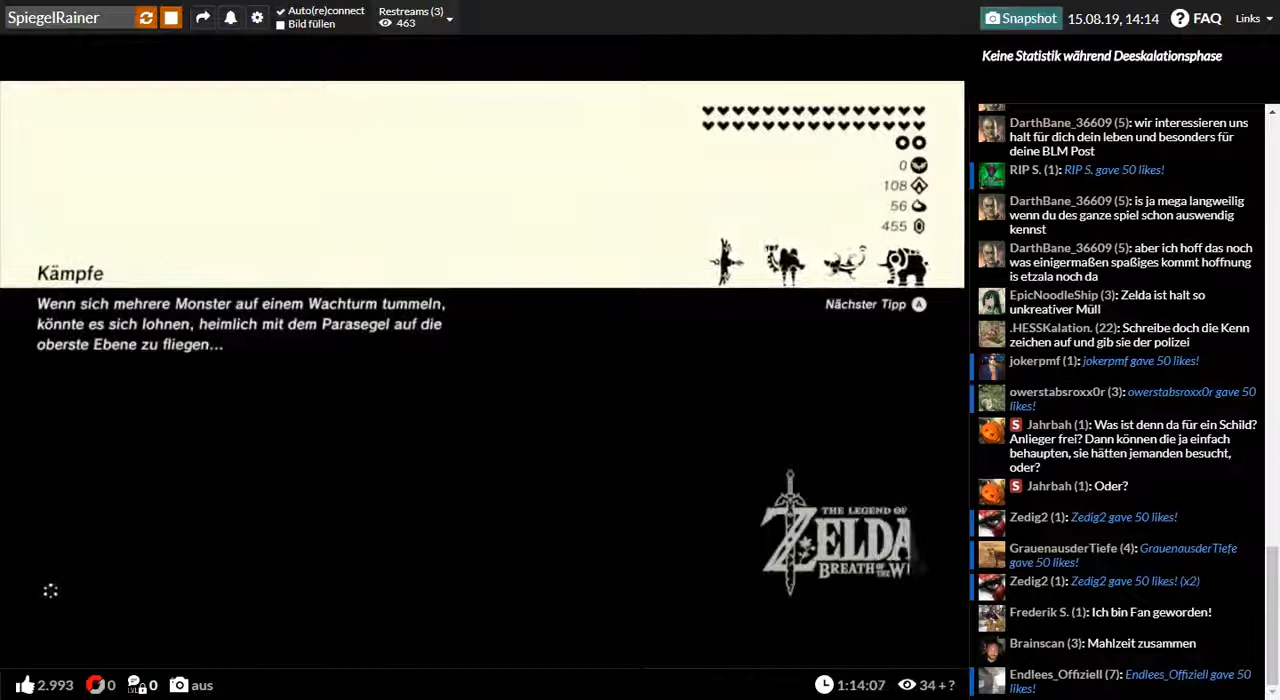 SpiegelRainer
Auto(re)connect
Bild füllen
Restreams (3)
463
Snapshot
15.08.19, 14:14
FAQ
Links
Keine Statistik während Deeskalationsphase
0
108
56
455
Kämpfe
Wenn sich mehrere Monster auf einem Wachturm tummeln,
könnte es sich lohnen, heimlich mit dem Parasegel auf die
oberste Ebene zu fliegen...
Nächster Tipp A
THE LEGEND OF
ZELDA
BREATH OF THE WI
DarthBane_36609 (5): wir interessieren uns
halt für dich dein leben und besonders für
deine BLM Post
RIP S. (1): RIP S. gave 50 likes!
DarthBane_36609 (5): is ja mega langweilig
wenn du des ganze spiel schon auswendig
kennst
DarthBane_36609 (5): aber ich hoff das noch
was einigermaßen spaßiges kommt hoffnung
is etzala noch da
EpicNoodleShip (3): Zelda ist halt so
unkreativer Müll
.HESSKalation. (22): Schreibe doch die Kenn
zeichen auf und gib sie der polizei
jokerpmf (1): jokerpmf gave 50 likes!
owerstabsroxx0r (3): owerstabsroxx0r gave 50
likes!
S Jahrbah (1): Was ist denn da für ein Schild?
Anlieger frei? Dann können die ja einfach
behaupten, sie hätten jemanden besucht,
oder?
S Jahrbah (1): Oder?
Zedig2 (1): Zedig2 gave 50 likes!
GrauenausderTiefe (4): GrauenausderTiefe
gave 50 likes!
Zedig2 (1): Zedig2 gave 50 likes! (x2)
Frederik S. (1): Ich bin Fan geworden!
Brainscan (3): Mahlzeit zusammen
Endlees_Offiziell (7): Endlees_Offiziell gave 50
likes!
2.993
0
LVL
0
aus
1:14:07
34 + ?